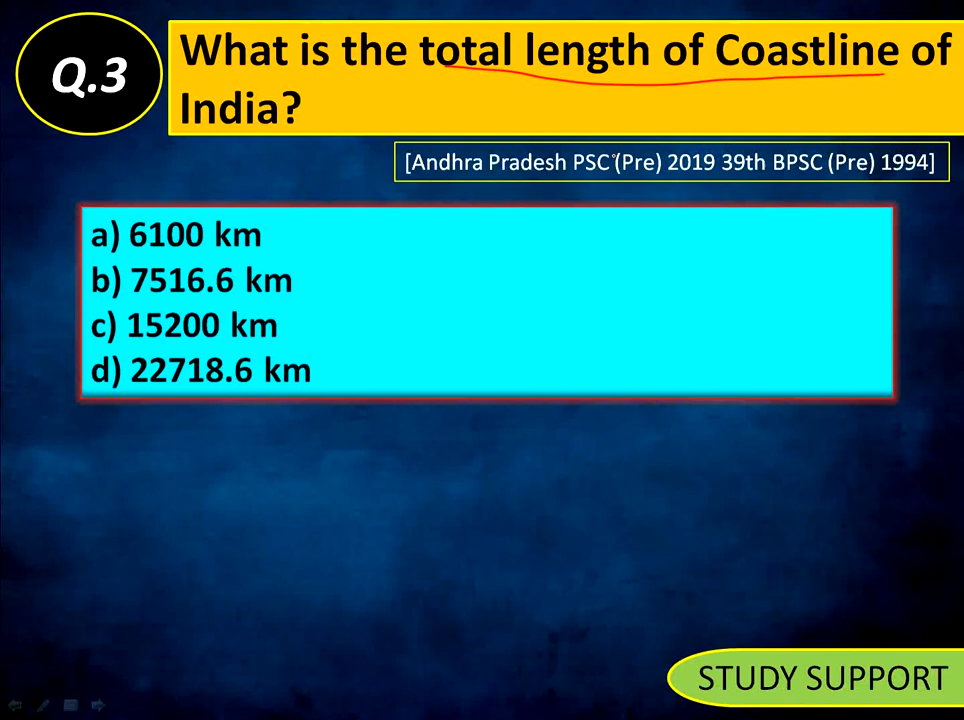 Q.3
What is the total length of Coastline of
India?
[Andhra Pradesh PSC (Pre) 2019 39th BPSC (Pre) 1994]
a) 6100 km
b) 7516.6 km
c) 15200 km
d) 22718.6 km
STUDY SUPPORT